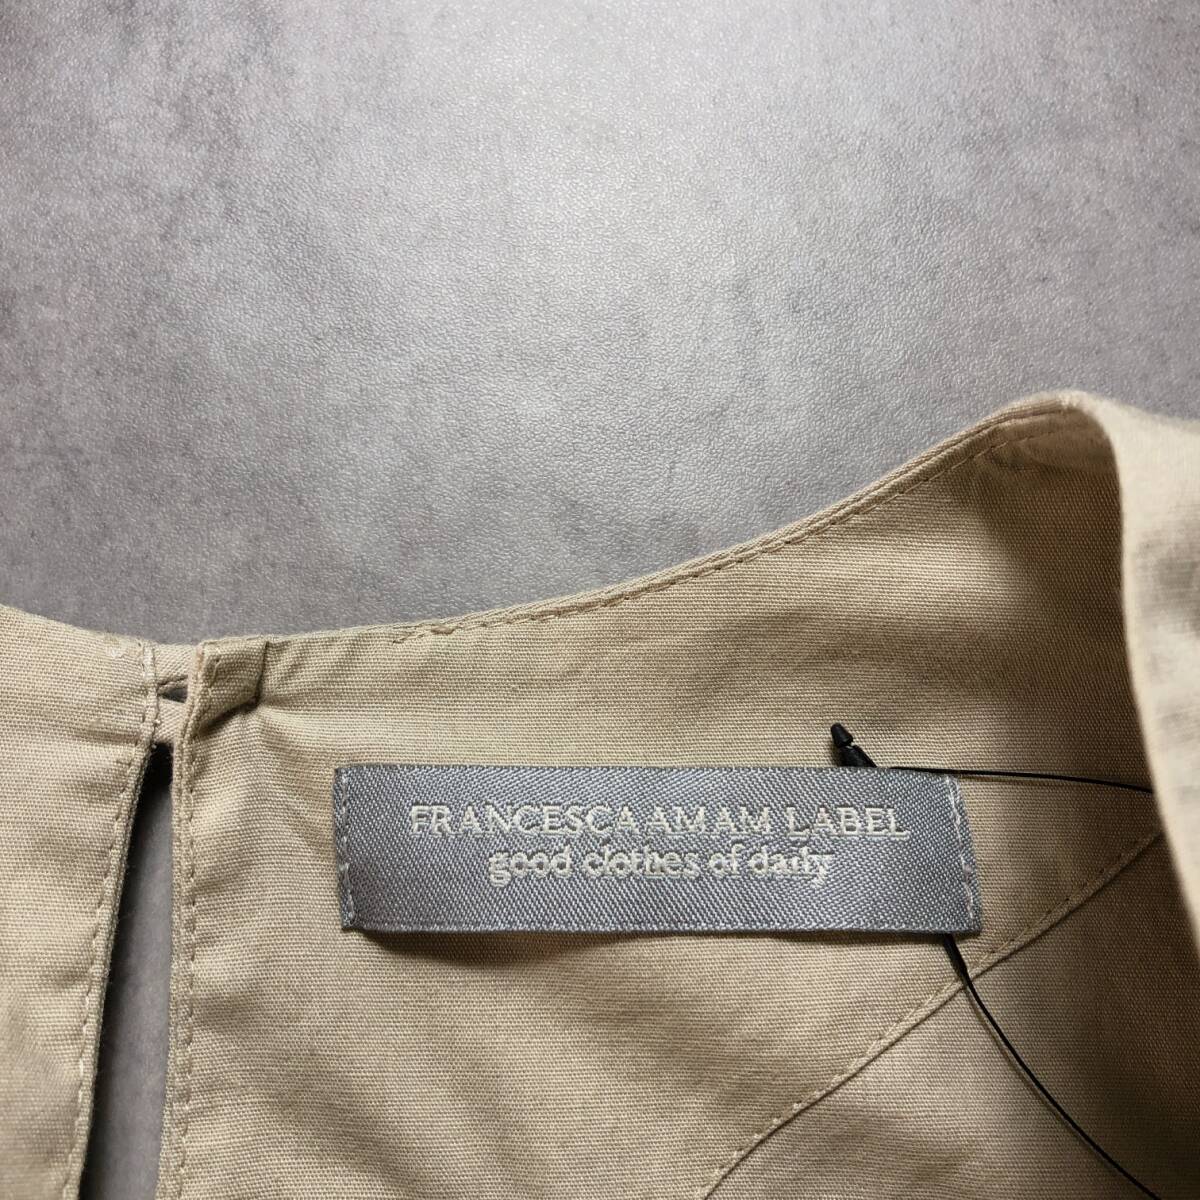 FRANCESCA AMAM LABEL
good clothes of daily